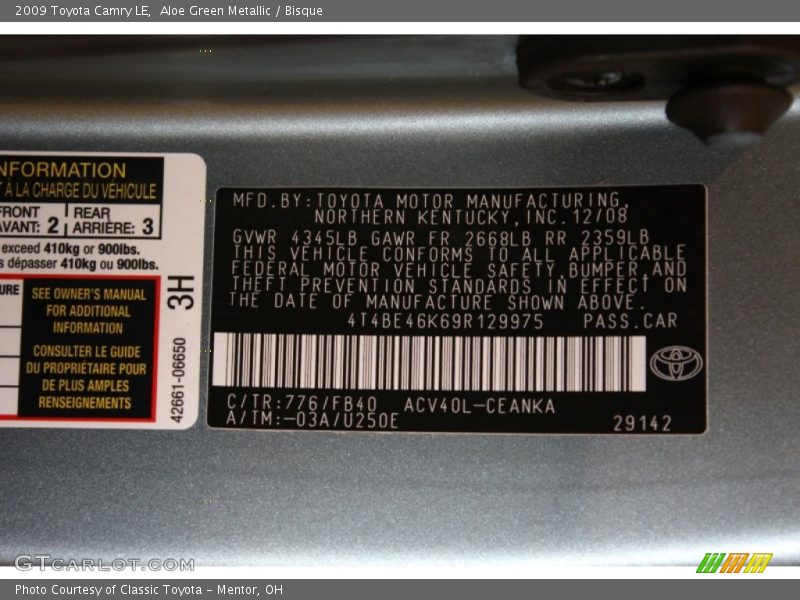 2009 Toyota Camry LE,  Aloe Green Metallic / Bisque
NFORMATION
T À LA CHARGE DU VÉHICULE
FRONT
AVANT: 2
REAR
ARRIÈRE: 3
exceed 410kg or 900lbs.
s dépasser 410kg ou 900lbs.
URE
SEE OWNER'S MANUAL
FOR ADDITIONAL
INFORMATION
CONSULTER LE GUIDE
DU PROPRIÉTAIRE POUR
DE PLUS AMPLES
RENSEIGNEMENTS
3H
42661-06650
MFD.BY:TOYOTA MOTOR MANUFACTURING,
NORTHERN KENTUCKY,INC.12/08
GVWR 4345LB GAWR FR 2668LB RR 2359LB
THIS VEHICLE CONFORMS TO ALL APPLICABLE
FEDERAL MOTOR VEHICLE SAFETY,BUMPER,AND
THEFT PREVENTION STANDARDS IN EFFECT ON
THE DATE OF MANUFACTURE SHOWN ABOVE.
4T4BE46K69R129975 PASS.CAR
C/TR:776/FB40 ACV40L-CEANKA
A/TM:-03A/U250E
29142
GTCARLOT.COM
Photo Courtesy of Classic Toyota - Mentor, OH